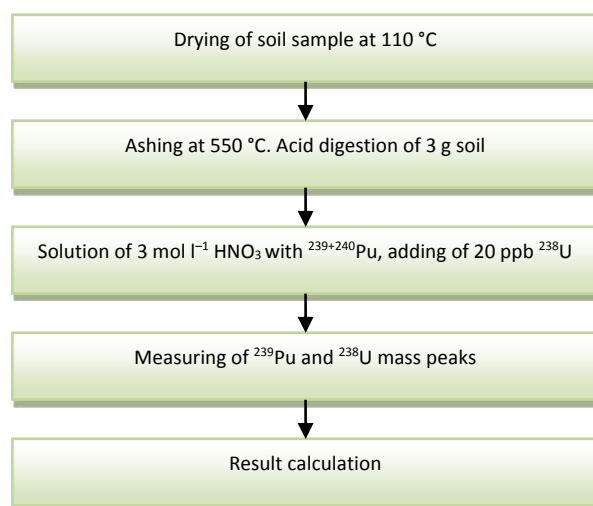 Drying of soil sample at 110 °C
Ashing at 550 °C. Acid digestion of 3 g soil
Solution of 3 mol l⁻¹ HNO₃ with ²³⁹⁺²⁴⁰Pu, adding of 20 ppb ²³⁸U
Measuring of ²³⁹Pu and ²³⁸U mass peaks
Result calculation